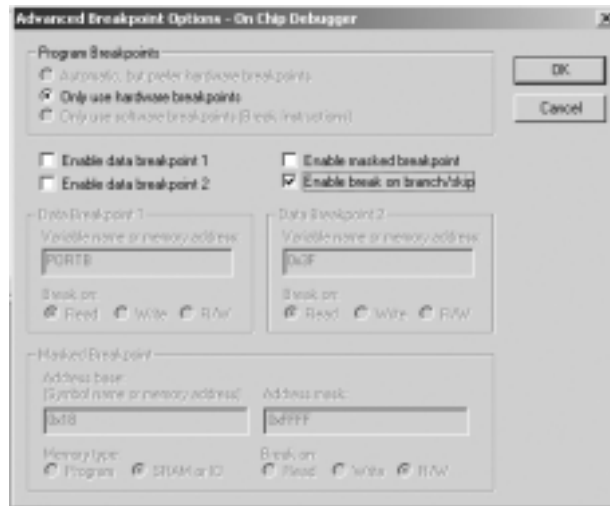 Advanced Breakpoint Options - On Chip Debugger
Program Breakpoints
Automatic, but prefer hardware breakpoints
Only use hardware breakpoints
Only use software breakpoints (Break Instructions)
OK
Cancel
Enable data breakpoint 1
Enable masked breakpoint
Enable data breakpoint 2
Enable break on branch/skip
Data Breakpoint 1
Data Breakpoint 2
Variable name or memory address:
Variable name or memory address:
PORTB
0x3F
Break on:
Break on:
Read Write R/W
Read Write R/W
Masked Breakpoint
Address base:
(Symbol name or memory address)
Address mask:
0x18
0xFFFF
Memory type:
Break on:
Program SRAM or IO
Read Write R/W